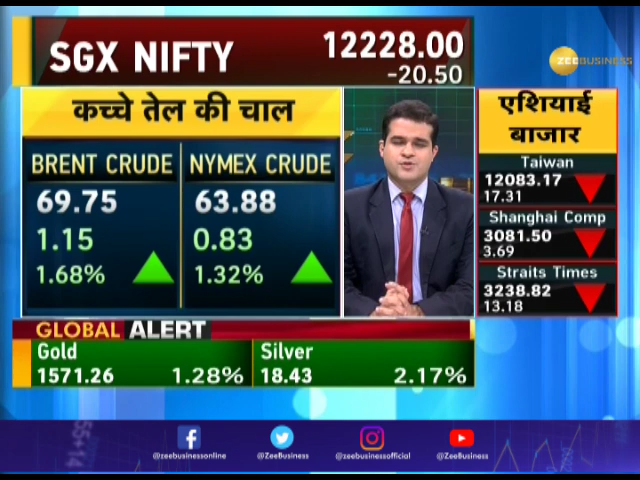 SGX NIFTY
12228.00
-20.50
ZEEBUSINESS
कच्चे तेल की चाल
BRENT CRUDE
69.75
1.15
1.68%
NYMEX CRUDE
63.88
0.83
1.32%
एशियाई
बाजार
Taiwan
12083.17
17.31
Shanghai Comp
3081.50
3.69
Straits Times
3238.82
13.18
GLOBAL ALERT
Gold
1571.26 1.28%
Silver
18.43 2.17%
@zeebusinessonline
@ZeeBusiness
@zeebusinessofficial
@ZeeBusiness